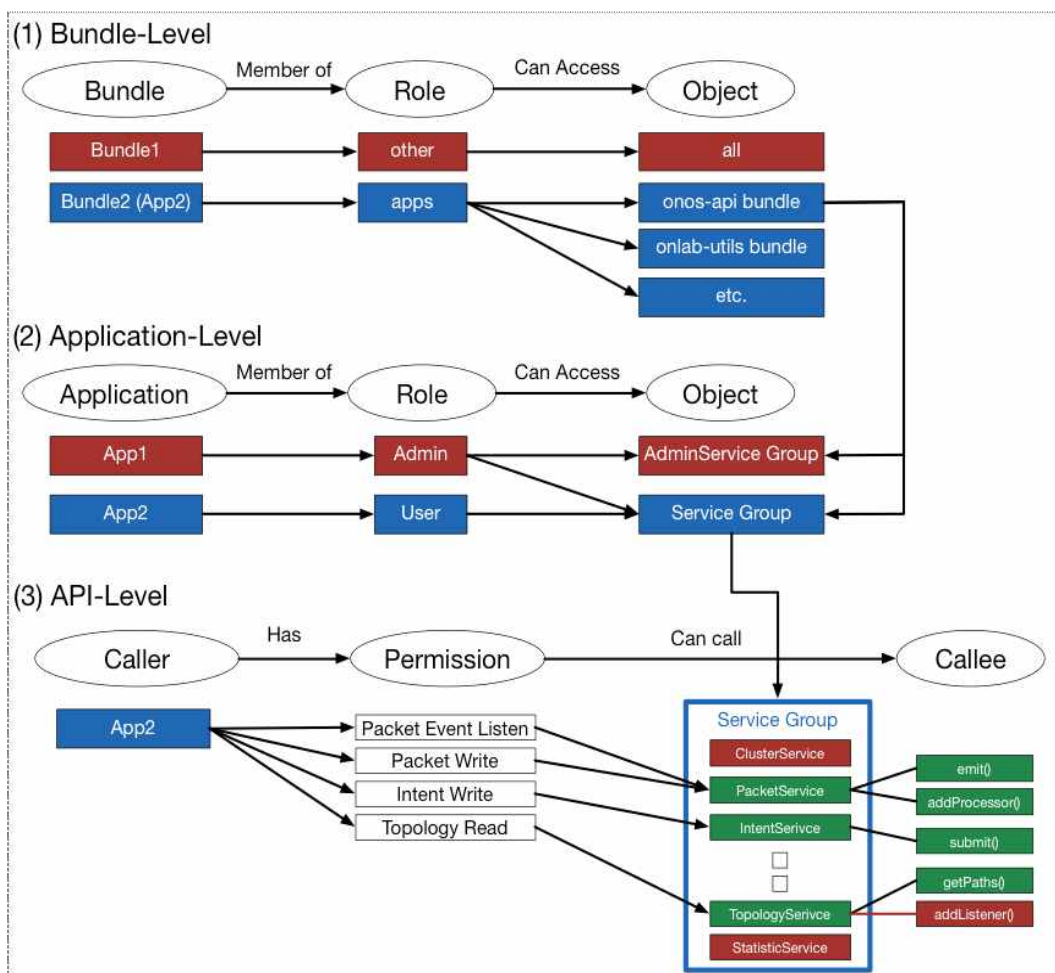 (1) Bundle-Level
Member of
Can Access
Bundle
Role
Object
Bundle1
other
all
Bundle2 (App2)
apps
onos-api bundle
onlab-utils bundle
etc.
(2) Application-Level
Member of
Can Access
Application
Role
Object
App1
Admin
AdminService Group
App2
User
Service Group
(3) API-Level
Has
Can call
Caller
Permission
Callee
App2
Packet Event Listen
Packet Write
Intent Write
Topology Read
Service Group
ClusterService
PacketService
IntentSerivce
TopologySerivce
StatisticService
emit()
addProcessor()
submit()
getPaths()
addListener()